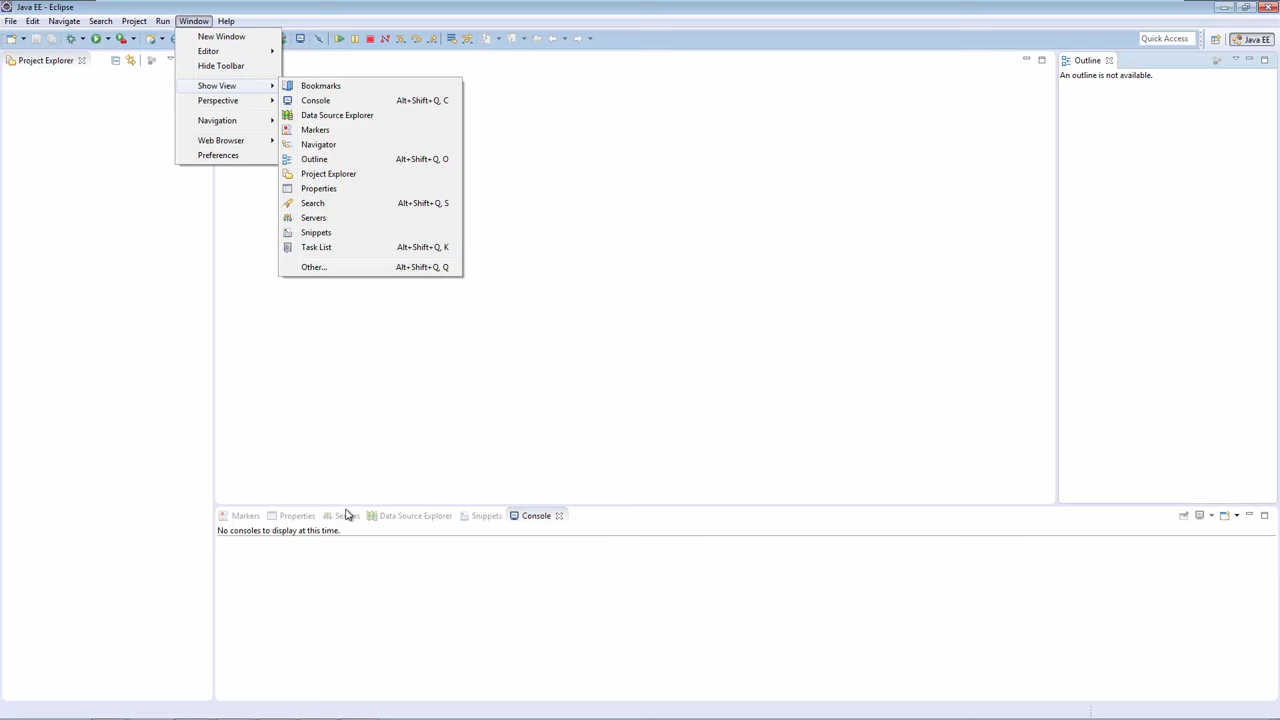 Java EE - Eclipse
File Edit Navigate Search Project Run Window Help
Quick Access
Java EE
Project Explorer
New Window
Editor
Hide Toolbar
Show View
Perspective
Navigation
Web Browser
Preferences
Bookmarks
Console Alt+Shift+Q, C
Data Source Explorer
Markers
Navigator
Outline Alt+Shift+Q, O
Project Explorer
Properties
Search Alt+Shift+Q, S
Servers
Snippets
Task List Alt+Shift+Q, K
Other... Alt+Shift+Q, Q
Outline
An outline is not available.
Markers Properties Servers Data Source Explorer Snippets Console
No consoles to display at this time.